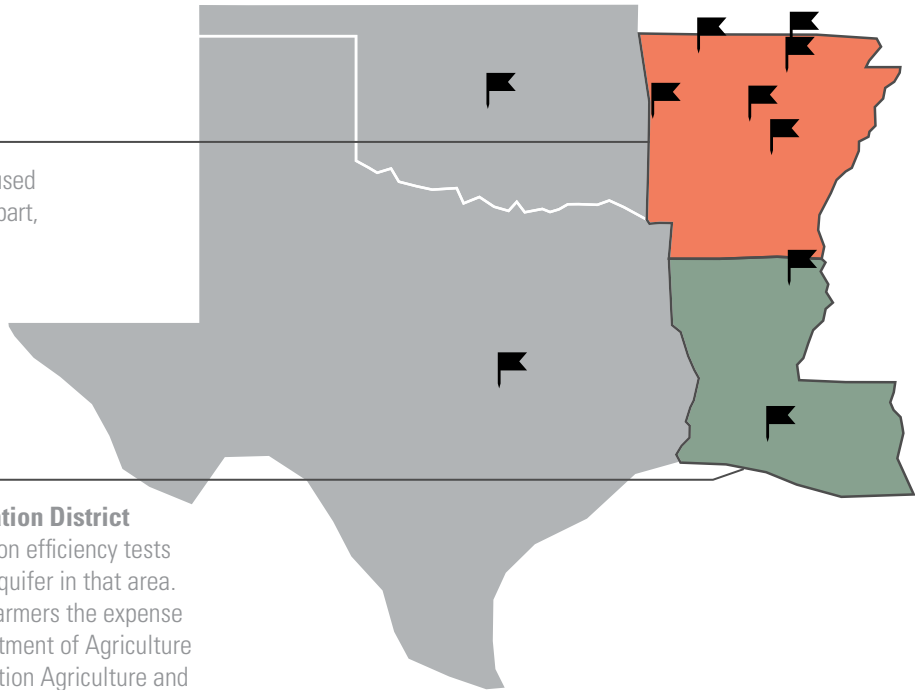 used
part,
tion District
on efficiency tests
quifer in that area.
armers the expense
tment of Agriculture
tion Agriculture and